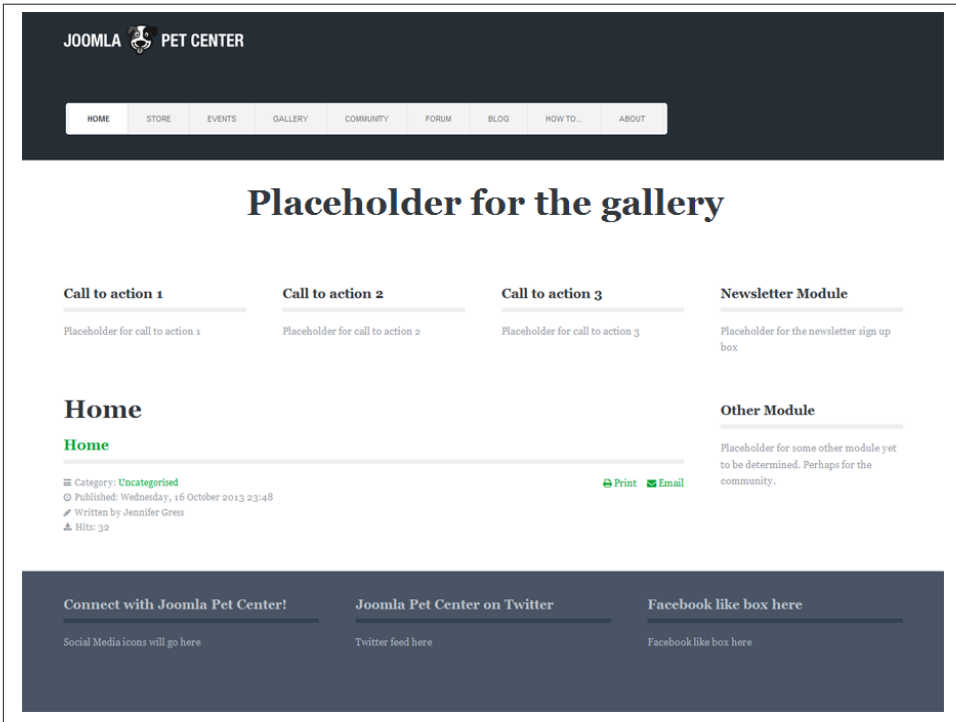 JOOMLA PET CENTER
HOME STORE EVENTS GALLERY COMMUNITY FORUM BLOG HOW TO... ABOUT
Placeholder for the gallery
Call to action 1
Placeholder for call to action 1
Call to action 2
Placeholder for call to action 2
Call to action 3
Placeholder for call to action 3
Newsletter Module
Placeholder for the newsletter sign up
box
Home
Home
Category: Uncategorised
Print Email
Published: Wednesday, 16 October 2013 23:48
Written by Jennifer Gress
Hits: 32
Other Module
Placeholder for some other module yet
to be determined. Perhaps for the
community.
Connect with Joomla Pet Center!
Social Media icons will go here
Joomla Pet Center on Twitter
Twitter feed here
Facebook like box here
Facebook like box here